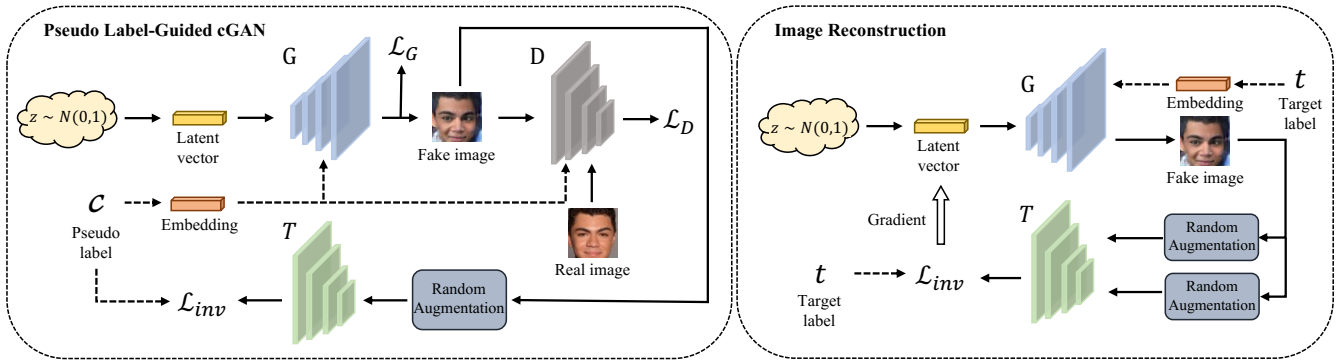 Pseudo Label-Guided cGAN
G
ℒ_G
D
z ~ N(0,1)
Latent
vector
Fake image
ℒ_D
c
Pseudo
label
Embedding
T
Real image
Random
Augmentation
ℒ_inv
Image Reconstruction
G
t
Target
label
Embedding
z ~ N(0,1)
Latent
vector
Fake image
Gradient
T
Random
Augmentation
t
Target
label
ℒ_inv
Random
Augmentation